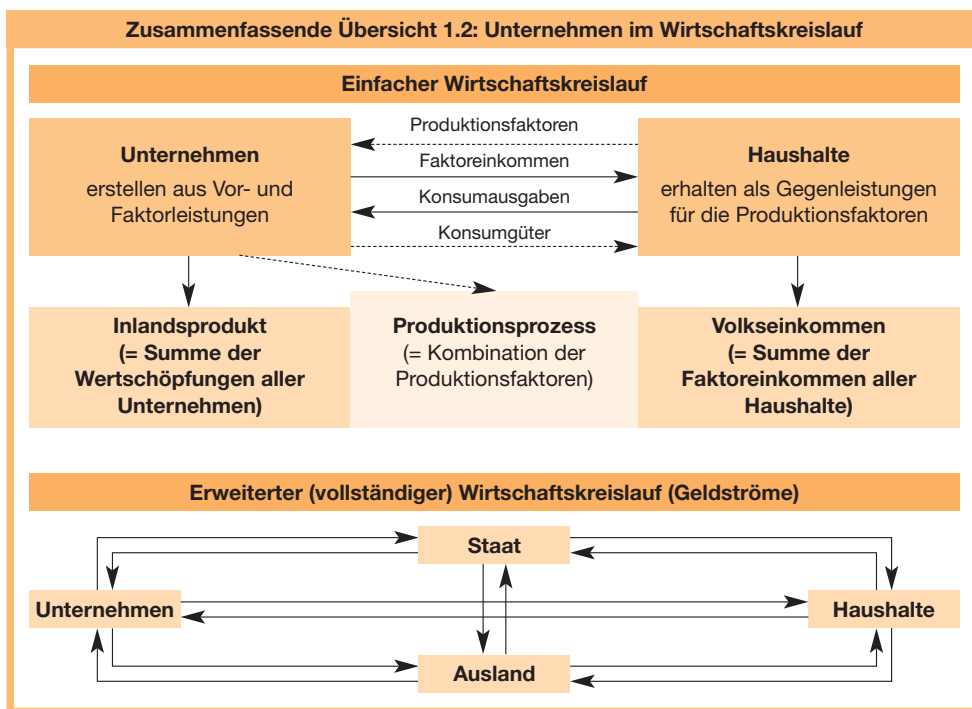 Zusammenfassende Übersicht 1.2: Unternehmen im Wirtschaftskreislauf
Einfacher Wirtschaftskreislauf
Unternehmen
erstellen aus Vor- und
Faktorleistungen
Produktionsfaktoren
Faktoreinkommen
Konsumausgaben
Konsumgüter
Haushalte
erhalten als Gegenleistungen
für die Produktionsfaktoren
Inlandsprodukt
(= Summe der
Wertschöpfungen aller
Unternehmen)
Produktionsprozess
(= Kombination der
Produktionsfaktoren)
Volkseinkommen
(= Summe der
Faktoreinkommen aller
Haushalte)
Erweiterter (vollständiger) Wirtschaftskreislauf (Geldströme)
Staat
Unternehmen
Haushalte
Ausland